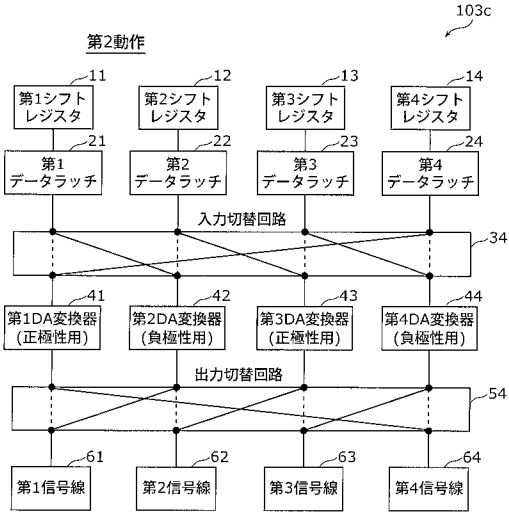 103c
第2動作
11
12
13
14
第1シフト
レジスタ
第2シフト
レジスタ
第3シフト
レジスタ
第4シフト
レジスタ
21
22
23
24
第1
データラッチ
第2
データラッチ
第3
データラッチ
第4
データラッチ
入力切替回路
34
41
42
43
44
第1DA変換器
(正極性用)
第2DA変換器
(負極性用)
第3DA変換器
(正極性用)
第4DA変換器
(負極性用)
出力切替回路
54
61
62
63
64
第1信号線
第2信号線
第3信号線
第4信号線